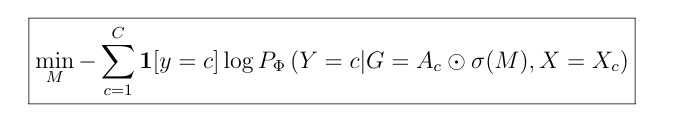 min_M − ∑_{c=1}^{C} 𝟏[y = c] log P_Φ (Y = c|G = A_c ⊙ σ(M), X = X_c)